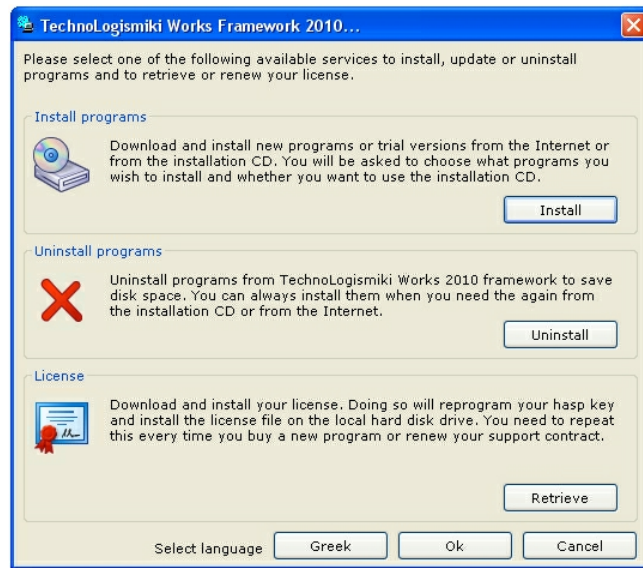 TechnoLogismiki Works Framework 2010...
Please select one of the following available services to install, update or uninstall
programs and to retrieve or renew your license.
Install programs
Download and install new programs or trial versions from the Internet or
from the installation CD. You will be asked to choose what programs you
wish to install and whether you want to use the installation CD.
Install
Uninstall programs
Uninstall programs from TechnoLogismiki Works 2010 framework to save
disk space. You can always install them when you need the again from
the installation CD or from the Internet.
Uninstall
License
Download and install your license. Doing so will reprogram your hasp key
and install the license file on the local hard disk drive. You need to repeat
this every time you buy a new program or renew your support contract.
Retrieve
Select language Greek Ok Cancel